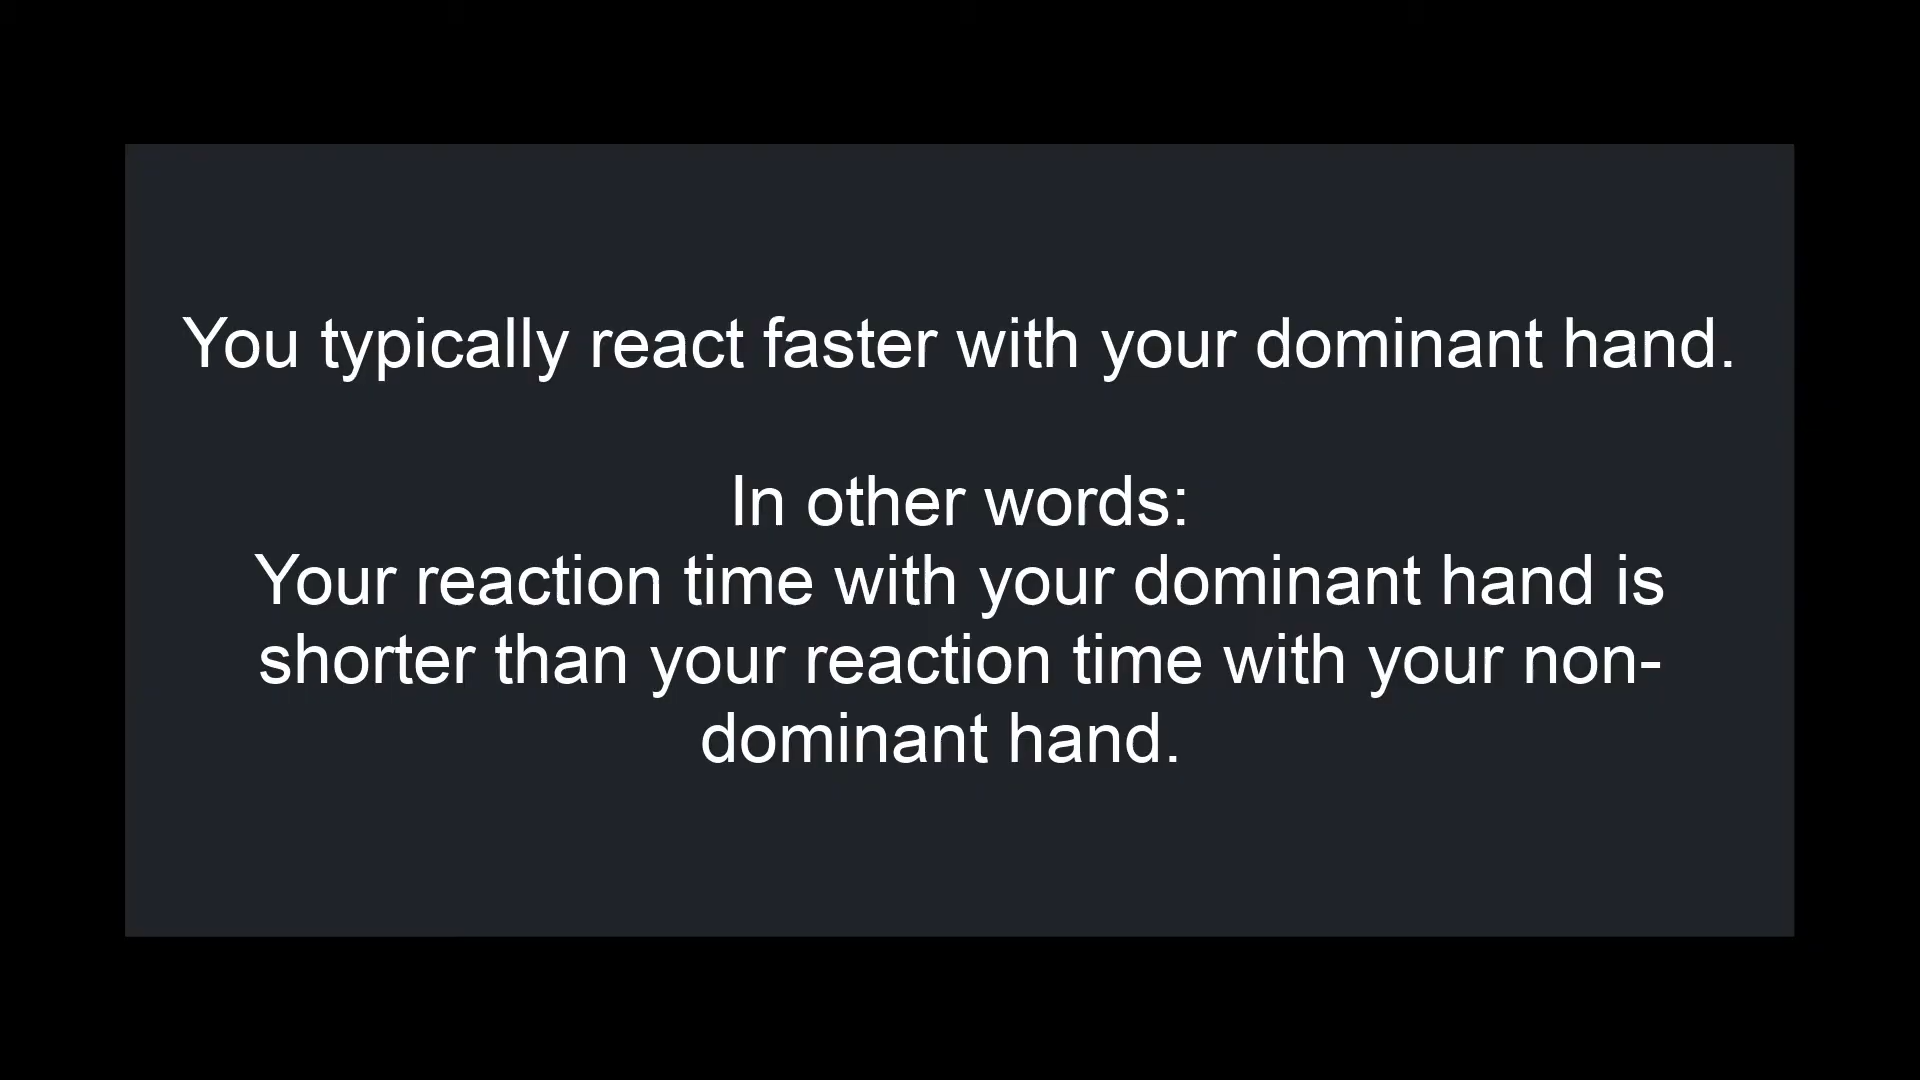 You typically react faster with your dominant hand.
In other words:
Your reaction time with your dominant hand is
shorter than your reaction time with your non-
dominant hand.